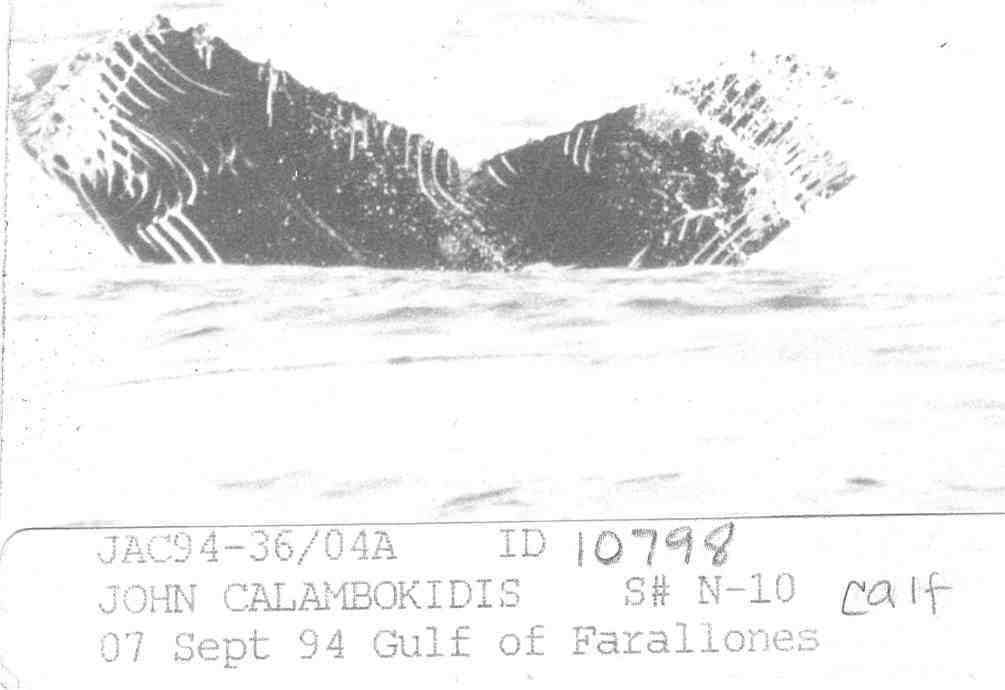 JAC94-36/04A ID 10798
JOHN CALAMBOKIDIS S# N-10 calf
07 Sept 94 Gulf of Farallones